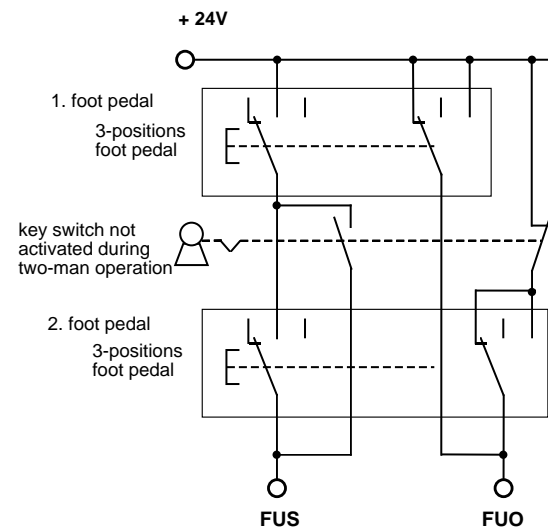 + 24V
1. foot pedal
3-positions
foot pedal
key switch not
activated during
two-man operation
2. foot pedal
3-positions
foot pedal
FUS
FUO